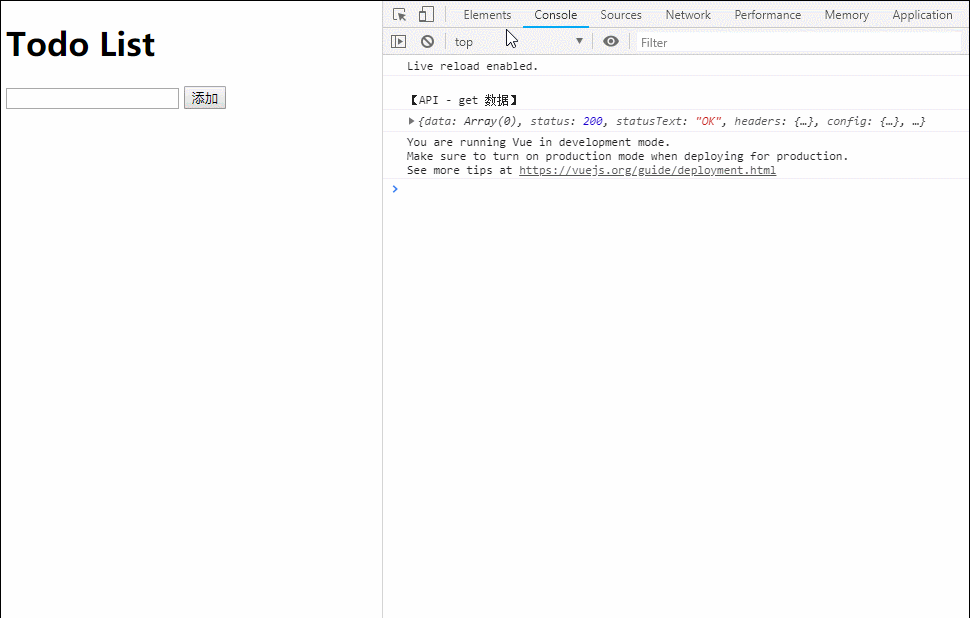 Todo List
添加
Elements Console Sources Network Performance Memory Application
top Filter
Live reload enabled.
【API - get 数据】
{data: Array(0), status: 200, statusText: "OK", headers: {…}, config: {…}, …}
You are running Vue in development mode.
Make sure to turn on production mode when deploying for production.
See more tips at https://vuejs.org/guide/deployment.html